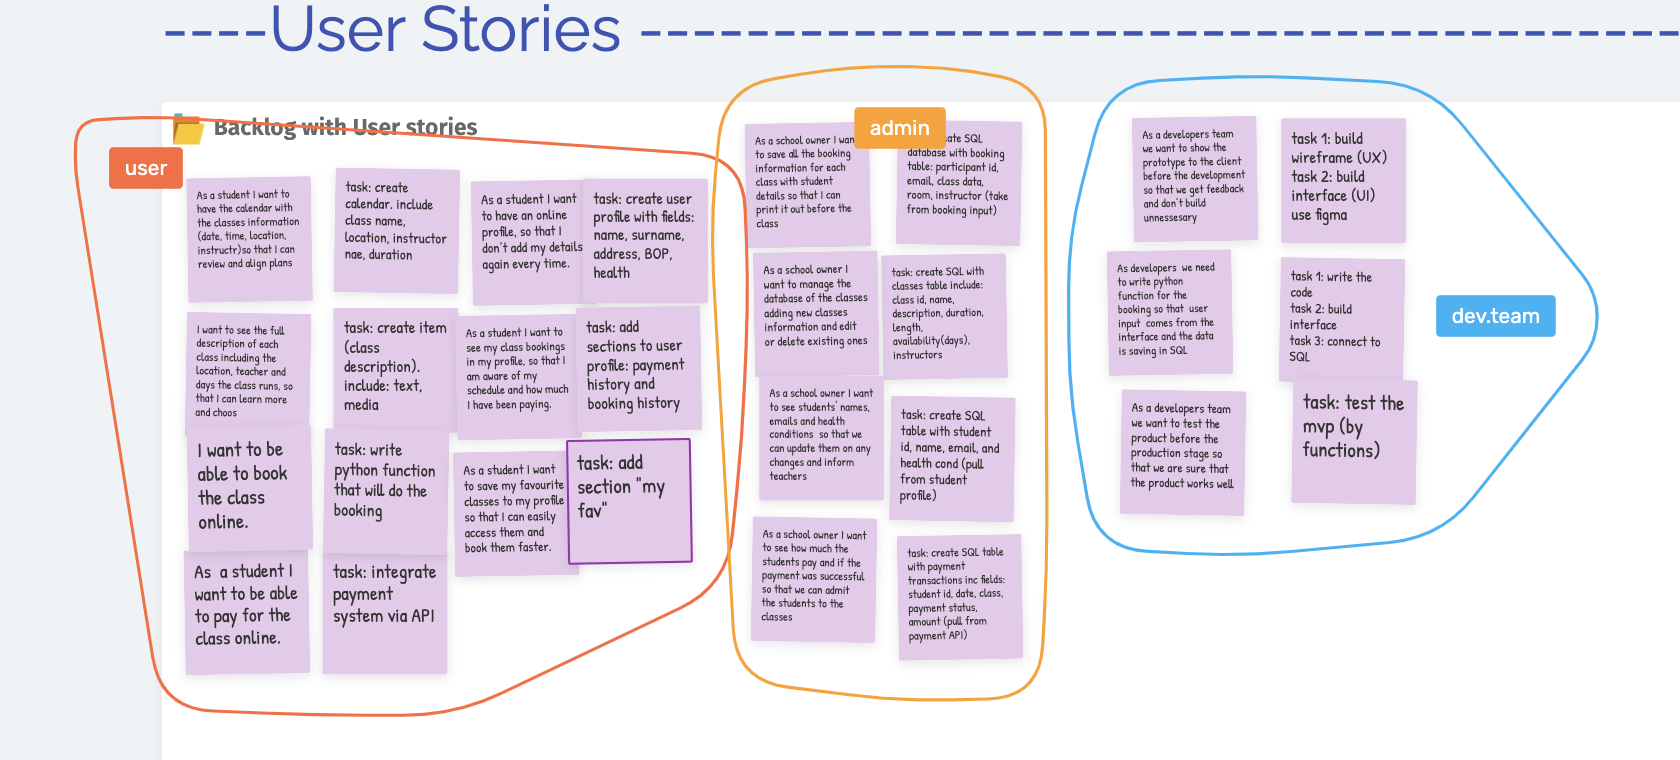 ----User Stories ------------------------------
Backlog with User stories
user
As a student I want to
have the calendar with
the classes information
(date, time, location,
instructr)so that I can
review and align plans
task: create
calendar. include
class name,
location, instructor
nae, duration
As a student I want
to have an online
profile, so that I
don't add my details
again every time.
task: create user
profile with fields:
name, surname,
address, BOP,
health
I want to see the full
description of each
class including the
location, teacher and
days the class runs, so
that I can learn more
and choos
task: create item
(class
description).
include: text,
media
As a student I want to
see my class bookings
in my profile, so that I
am aware of my
schedule and how much
I have been paying.
task: add
sections to user
profile: payment
history and
booking history
I want to be
able to book
the class
online.
task: write
python function
that will do the
booking
As a student I want
to save my favourite
classes to my profile
so that I can easily
access them and
book them faster.
task: add
section "my
fav"
As a student I
want to be able
to pay for the
class online.
task: integrate
payment
system via API
admin
As a school owner I wan
to save all the booking
information for each
class with student
details so that I can
print it out before the
class
eate SQL
database with booking
table: participant id,
email, class data,
room, instructor (take
from booking input)
As a school owner I
want to manage the
database of the classes
adding new classes
information and edit
or delete existing ones
task: create SQL with
classes table include:
class id, name,
description, duration,
length,
availability(days),
instructors
As a school owner I want
to see students' names,
emails and health
conditions so that we
can update them on any
changes and inform
teachers
task: create SQL
table with student
id, name, email, and
health cond (pull
from student
profile)
As a school owner I want
to see how much the
students pay and if the
payment was successful
so that we can admit
the students to the
classes
task: create SQL table
with payment
transactions inc fields:
student id, date, class,
payment status,
amount (pull from
payment API)
dev.team
As a developers team
we want to show the
prototype to the client
before the development
so that we get feedback
and don't build
unnessesary
task 1: build
wireframe (UX)
task 2: build
interface (UI)
use figma
As developers we need
to write python
function for the
booking so that user
input comes from the
interface and the data
is saving in SQL
task 1: write the
code
task 2: build
interface
task 3: connect to
SQL
As a developers team
we want to test the
product before the
production stage so
that we are sure that
the product works well
task: test the
mvp (by
functions)